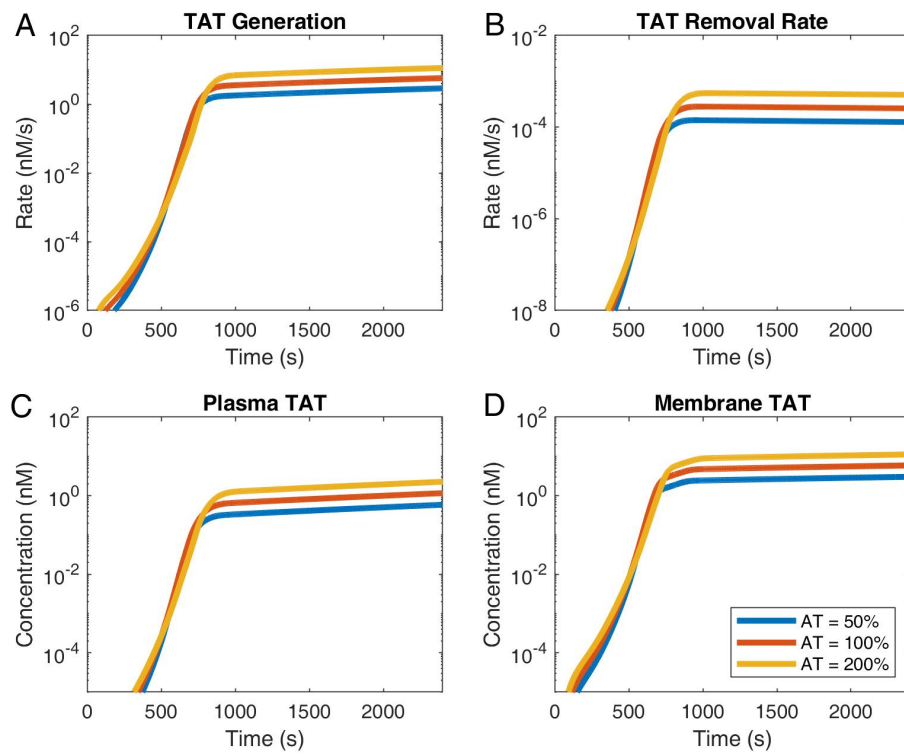 A
TAT Generation
10^2
10^0
10^-2
10^-4
10^-6
Rate (nM/s)
0 500 1000 1500 2000
Time (s)
B
TAT Removal Rate
10^-2
10^-4
10^-6
10^-8
Rate (nM/s)
0 500 1000 1500 2000
Time (s)
C
Plasma TAT
10^2
10^0
10^-2
10^-4
Concentration (nM)
0 500 1000 1500 2000
Time (s)
D
Membrane TAT
10^2
10^0
10^-2
10^-4
Concentration (nM)
AT = 50%
AT = 100%
AT = 200%
0 500 1000 1500 2000
Time (s)